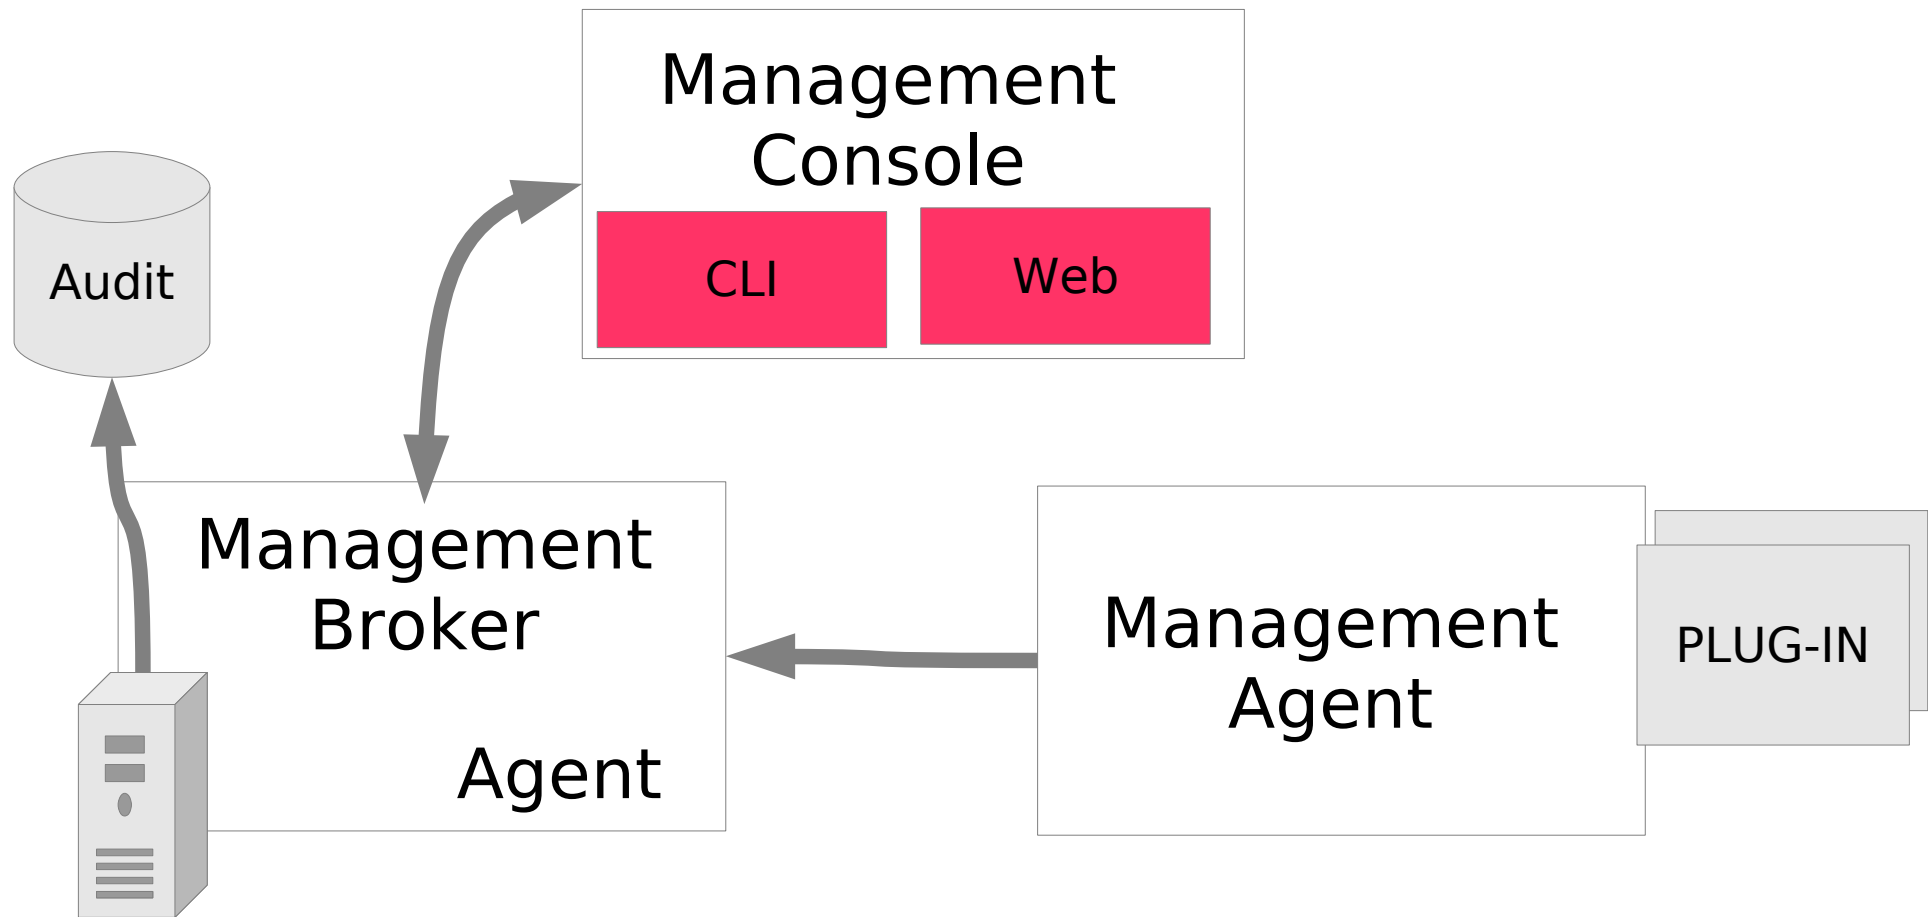 Management
Console
CLI
Web
Audit
Management
Broker
Agent
Management
Agent
PLUG-IN